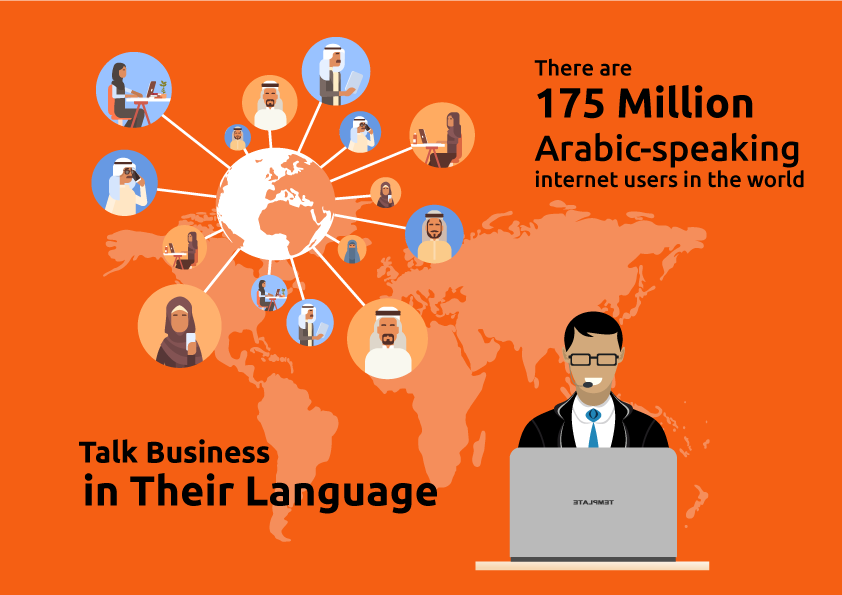 There are
175 Million
Arabic-speaking
internet users in the world
Talk Business
in Their Language
TEMPLATE